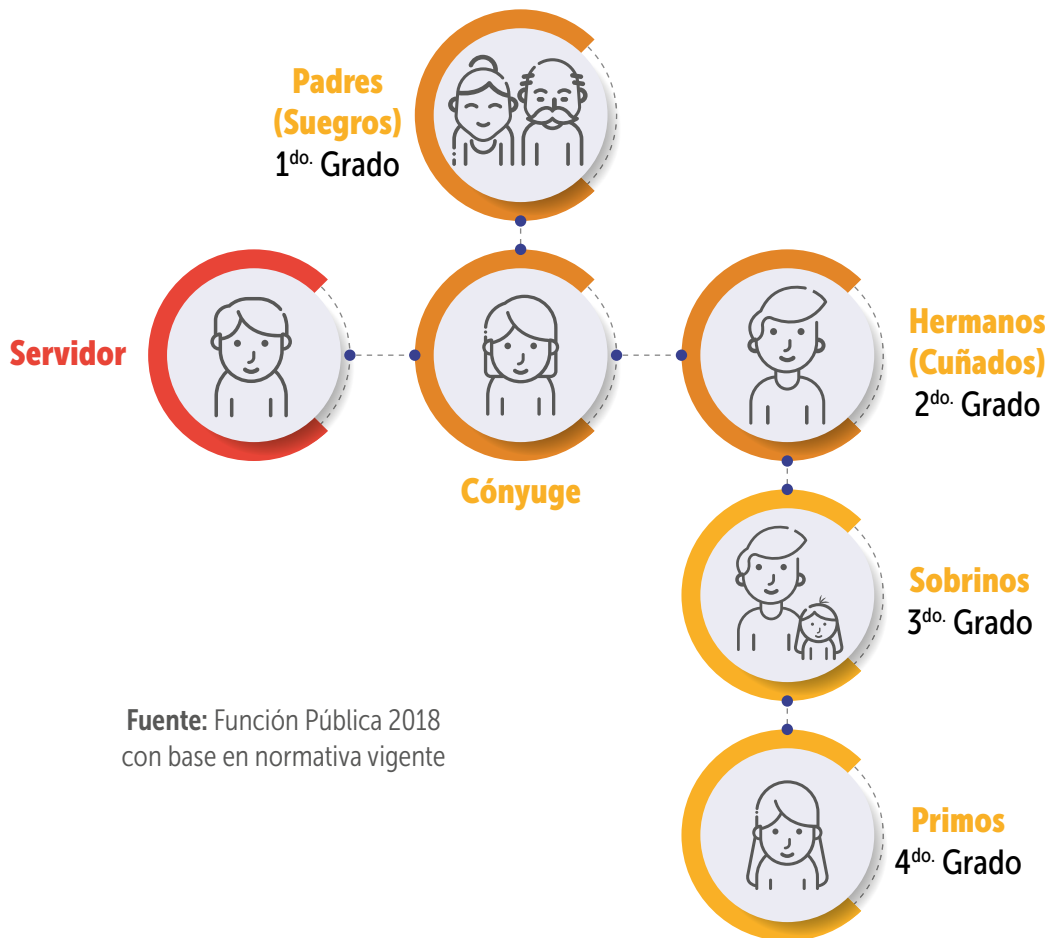 Padres
(Suegros)
1do. Grado
Servidor
Cónyuge
Hermanos
(Cuñados)
2do. Grado
Sobrinos
3do. Grado
Fuente: Función Pública 2018
con base en normativa vigente
Primos
4do. Grado